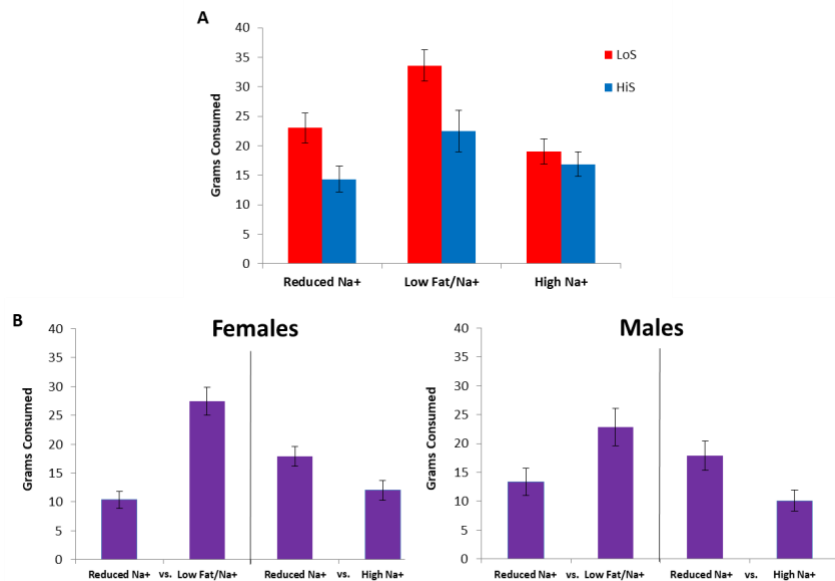 A
40
35
30
25
20
15
10
5
0
Grams Consumed
LoS
HiS
Reduced Na+ Low Fat/Na+ High Na+
B
Females
40
35
30
25
20
15
10
5
0
Grams Consumed
Reduced Na+ vs. Low Fat/Na+ Reduced Na+ vs. High Na+
Males
40
35
30
25
20
15
10
5
0
Grams Consumed
Reduced Na+ vs. Low Fat/Na+ Reduced Na+ vs. High Na+